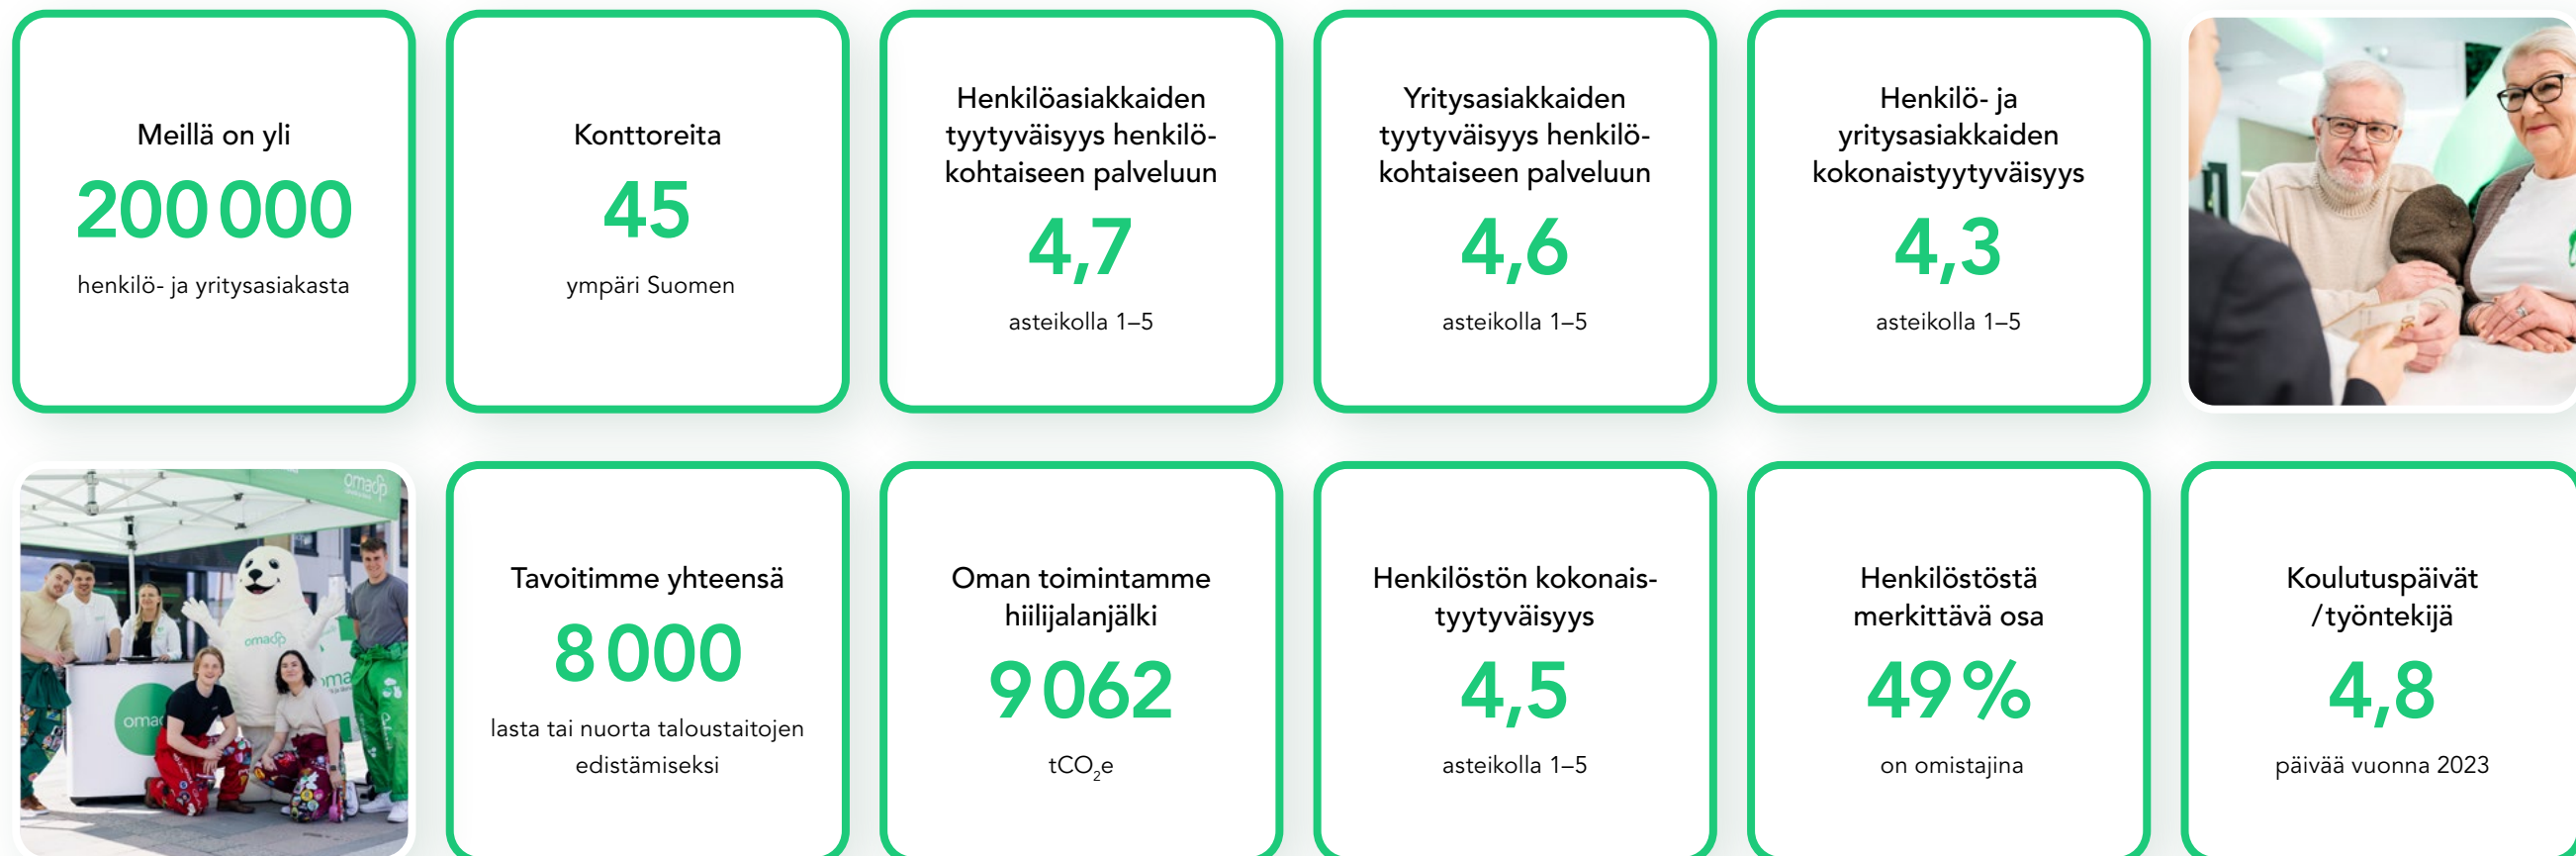 Meillä on yli
200 000
henkilö- ja yritysasiakasta
Konttoreita
45
ympäri Suomen
Henkilöasiakkaiden
tyytyväisyys henkilö-
kohtaiseen palveluun
4,7
asteikolla 1–5
Yritysasiakkaiden
tyytyväisyys henkilö-
kohtaiseen palveluun
4,6
asteikolla 1–5
Henkilö- ja
yritysasiakkaiden
kokonaistyytyväisyys
4,3
asteikolla 1–5
omasp
omasp
Tavoitimme yhteensä
8 000
lasta tai nuorta taloustaitojen
edistämiseksi
Oman toimintamme
hiilijalanjälki
9 062
tCO₂e
Henkilöstön kokonais-
tyytyväisyys
4,5
asteikolla 1–5
Henkilöstöstä
merkittävä osa
49 %
on omistajina
Koulutuspäivät
/työntekijä
4,8
päivää vuonna 2023